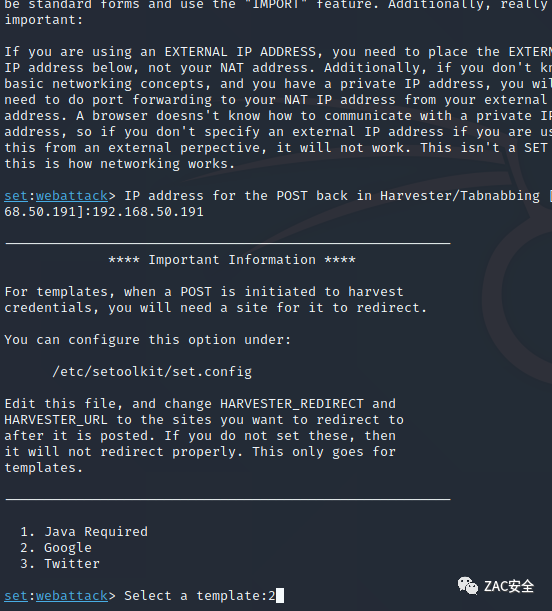 be standard forms and use the "IMPORT" feature. Additionally, really
important:
If you are using an EXTERNAL IP ADDRESS, you need to place the EXTERN
IP address below, not your NAT address. Additionally, if you don't kn
basic networking concepts, and you have a private IP address, you wil
need to do port forwarding to your NAT IP address from your external
address. A browser doesns't know how to communicate with a private IP
address, so if you don't specify an external IP address if you are us
this from an external perpective, it will not work. This isn't a SET
this is how networking works.
set:webattack> IP address for the POST back in Harvester/Tabnabbing [
68.50.191]:192.168.50.191
**** Important Information ****
For templates, when a POST is initiated to harvest
credentials, you will need a site for it to redirect.
You can configure this option under:
/etc/setoolkit/set.config
Edit this file, and change HARVESTER_REDIRECT and
HARVESTER_URL to the sites you want to redirect to
after it is posted. If you do not set these, then
it will not redirect properly. This only goes for
templates.
1. Java Required
2. Google
3. Twitter
set:webattack> Select a template:2
ZAC安全